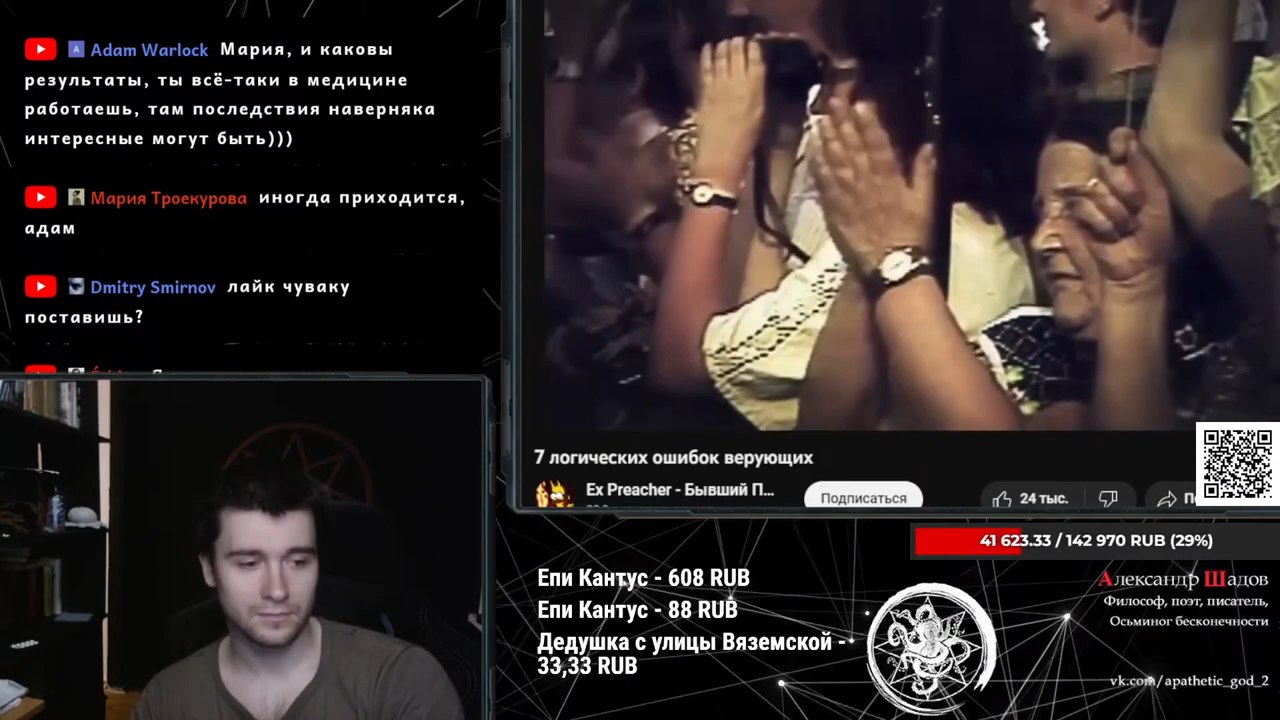 Adam Warlock Мария, и каковы
результаты, ты всё-таки в медицине
работаешь, там последствия наверняка
интересные могут быть)))
Мария Троекурова иногда приходится,
адам
Dmitry Smirnov лайк чуваку
поставишь?
7 логических ошибок верующих
Ex Preacher - Бывший П...
Подписаться
24 тыс.
41 623.33 / 142 970 RUB (29%)
Епи Кантус - 608 RUB
Епи Кантус - 88 RUB
Дедушка с улицы Вяземской -
33,33 RUB
Александр Шадов
Философ, поэт, писатель,
Осьминог бесконечности
vk.com/apathetic_god_2